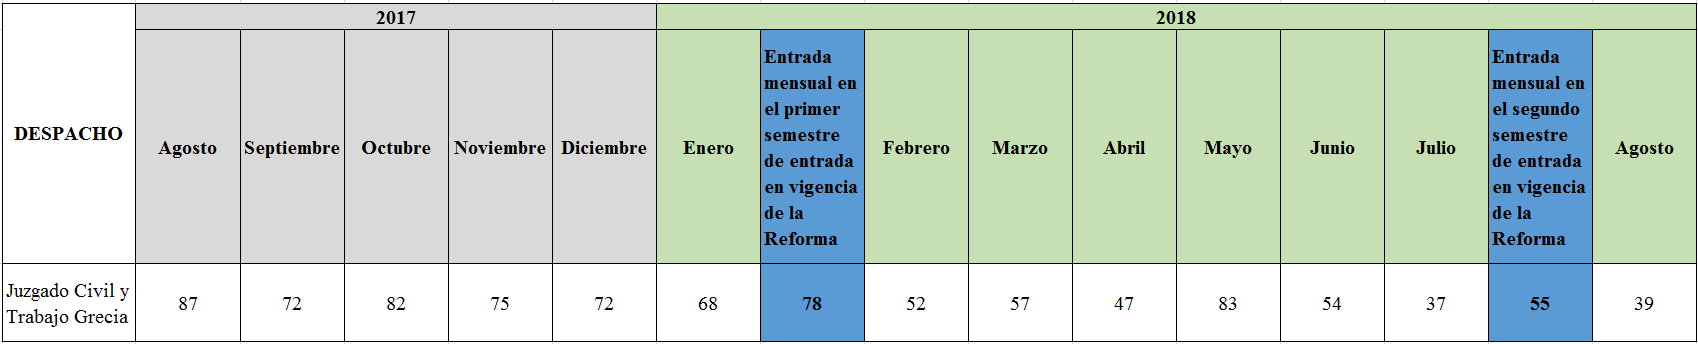 2017
2018
DESPACHO
Agosto
Septiembre
Octubre
Noviembre
Diciembre
Enero
Entrada
mensual en
el primer
semestre
de entrada
en vigencia
de la
Reforma
Febrero
Marzo
Abril
Mayo
Junio
Julio
Entrada
mensual en
el segundo
semestre
de entrada
en vigencia
de la
Reforma
Agosto
Juzgado Civil y
Trabajo Grecia
87
72
82
75
72
68
78
52
57
47
83
54
37
55
39